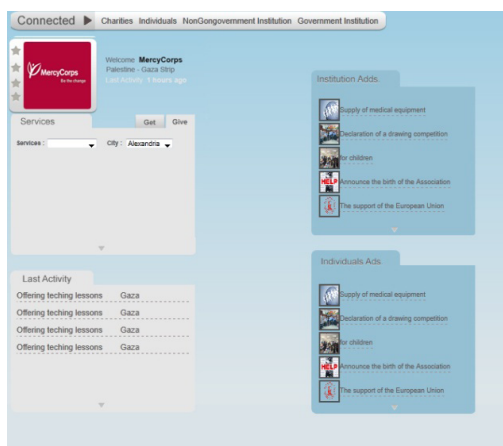 Connected Charities Individuals NonGongovernment Institution Government Institution
MercyCorps
Be the change
Welcome MercyCorps
Palestine - Gaza Strip
Last Activity 1 hours ago
Services Get Give
Services : City : Alexandria
Last Activity
Offering teching lessons Gaza
Offering teching lessons Gaza
Offering teching lessons Gaza
Offering teching lessons Gaza
Institution Adds.
Supply of medical equipment
Declaration of a drawing competition
for children
HELP Announce the birth of the Association
The support of the European Union
Individuals Ads.
Supply of medical equipment
Declaration of a drawing competition
for children
HELP Announce the birth of the Association
The support of the European Union